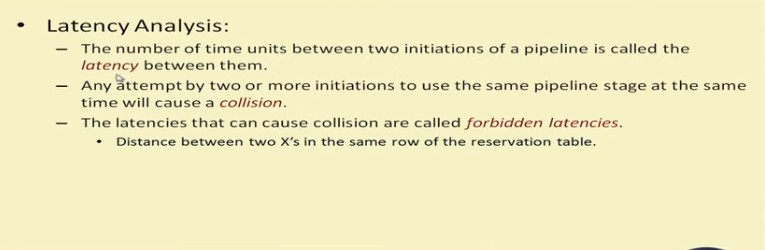 • Latency Analysis:
– The number of time units between two initiations of a pipeline is called the
latency between them.
– Any attempt by two or more initiations to use the same pipeline stage at the same
time will cause a collision.
– The latencies that can cause collision are called forbidden latencies.
• Distance between two X's in the same row of the reservation table.